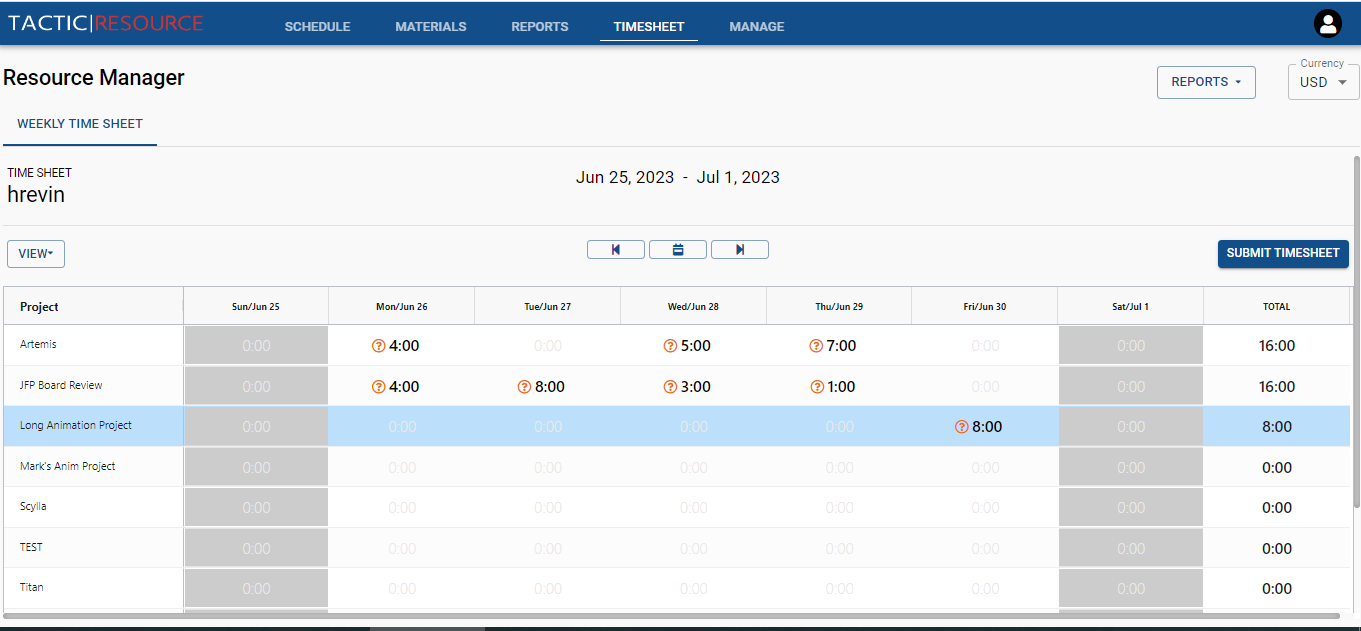 TACTIC|RESOURCE SCHEDULE MATERIALS REPORTS TIMESHEET MANAGE
Resource Manager
REPORTS
Currency
USD
WEEKLY TIME SHEET
TIME SHEET
hrevin
Jun 25, 2023 - Jul 1, 2023
VIEW
SUBMIT TIMESHEET
Project Sun/Jun 25 Mon/Jun 26 Tue/Jun 27 Wed/Jun 28 Thu/Jun 29 Fri/Jun 30 Sat/Jul 1 TOTAL
Artemis 0:00 ? 4:00 0:00 ? 5:00 ? 7:00 0:00 0:00 16:00
JFP Board Review 0:00 ? 4:00 ? 8:00 ? 3:00 ? 1:00 0:00 0:00 16:00
Long Animation Project 0:00 0:00 0:00 0:00 0:00 ? 8:00 0:00 8:00
Mark's Anim Project 0:00 0:00 0:00 0:00 0:00 0:00 0:00 0:00
Scylla 0:00 0:00 0:00 0:00 0:00 0:00 0:00 0:00
TEST 0:00 0:00 0:00 0:00 0:00 0:00 0:00 0:00
Titan 0:00 0:00 0:00 0:00 0:00 0:00 0:00 0:00